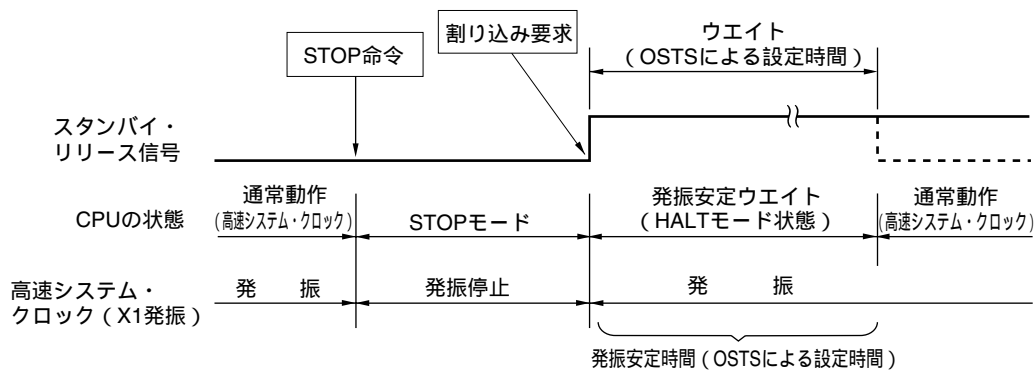 ウエイト
（OSTSによる設定時間）
割り込み要求
STOP命令
スタンバイ・
リリース信号
CPUの状態
通常動作
(高速システム・クロック)
STOPモード
発振安定ウエイト
（HALTモード状態）
通常動作
(高速システム・クロック)
高速システム・
クロック（X1発振）
発　振
発振停止
発　振
発振安定時間（OSTSによる設定時間）